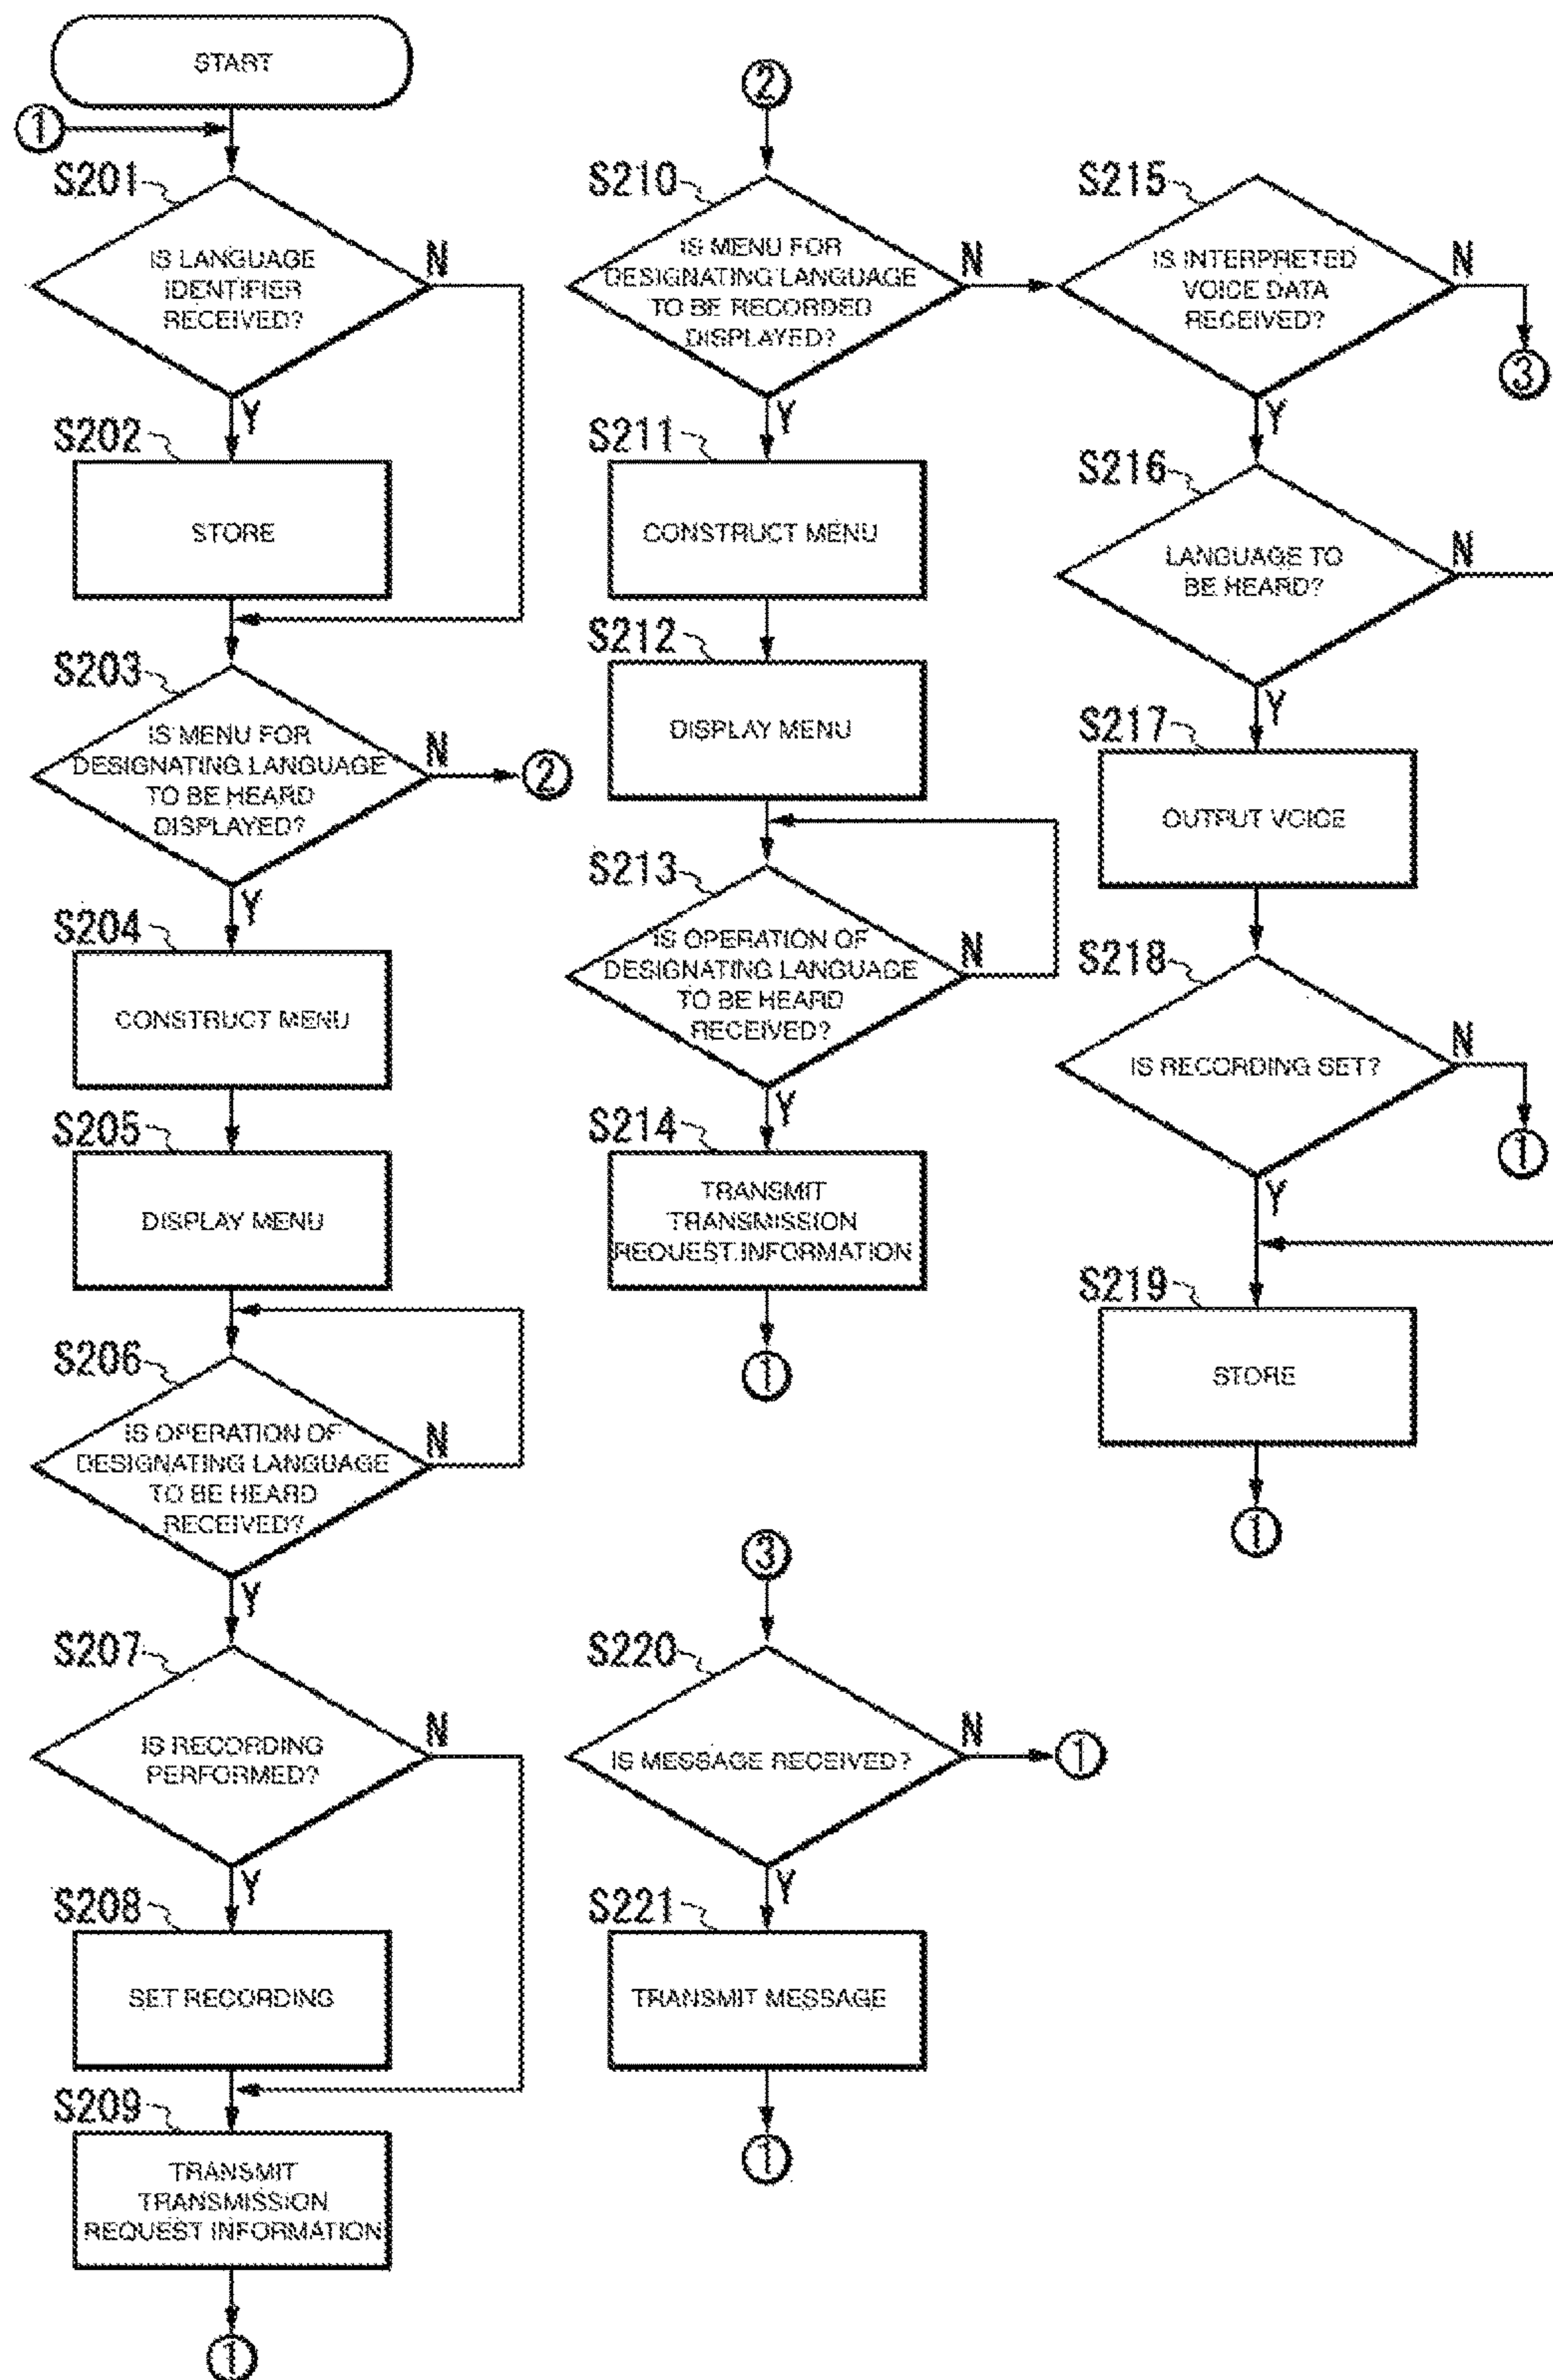 START
①
S201
IS LANGUAGE
IDENTIFIER
RECEIVED?
N
Y
S202
STORE
S203
IS MENU FOR
DESIGNATING LANGUAGE
TO BE HEARD
DISPLAYED?
N
②
Y
S204
CONSTRUCT MENU
S205
DISPLAY MENU
S206
IS OPERATION OF
DESIGNATING LANGUAGE
TO BE HEARD
RECEIVED?
N
Y
S207
IS RECORDING
PERFORMED?
N
Y
S208
SET RECORDING
S209
TRANSMIT
TRANSMISSION
REQUEST INFORMATION
①
②
S210
IS MENU FOR
DESIGNATING LANGUAGE
TO BE RECORDED
DISPLAYED?
N
Y
S211
CONSTRUCT MENU
S212
DISPLAY MENU
S213
IS OPERATION OF
DESIGNATING LANGUAGE
TO BE HEARD
RECEIVED?
N
Y
S214
TRANSMIT
TRANSMISSION
REQUEST INFORMATION
①
S215
IS INTERPRETED
VOICE DATA
RECEIVED?
N
③
Y
S216
LANGUAGE TO
BE HEARD?
N
Y
S217
OUTPUT VOICE
S218
IS RECORDING SET?
N
①
Y
S219
STORE
①
③
S220
IS MESSAGE RECEIVED?
N
①
Y
S221
TRANSMIT MESSAGE
①